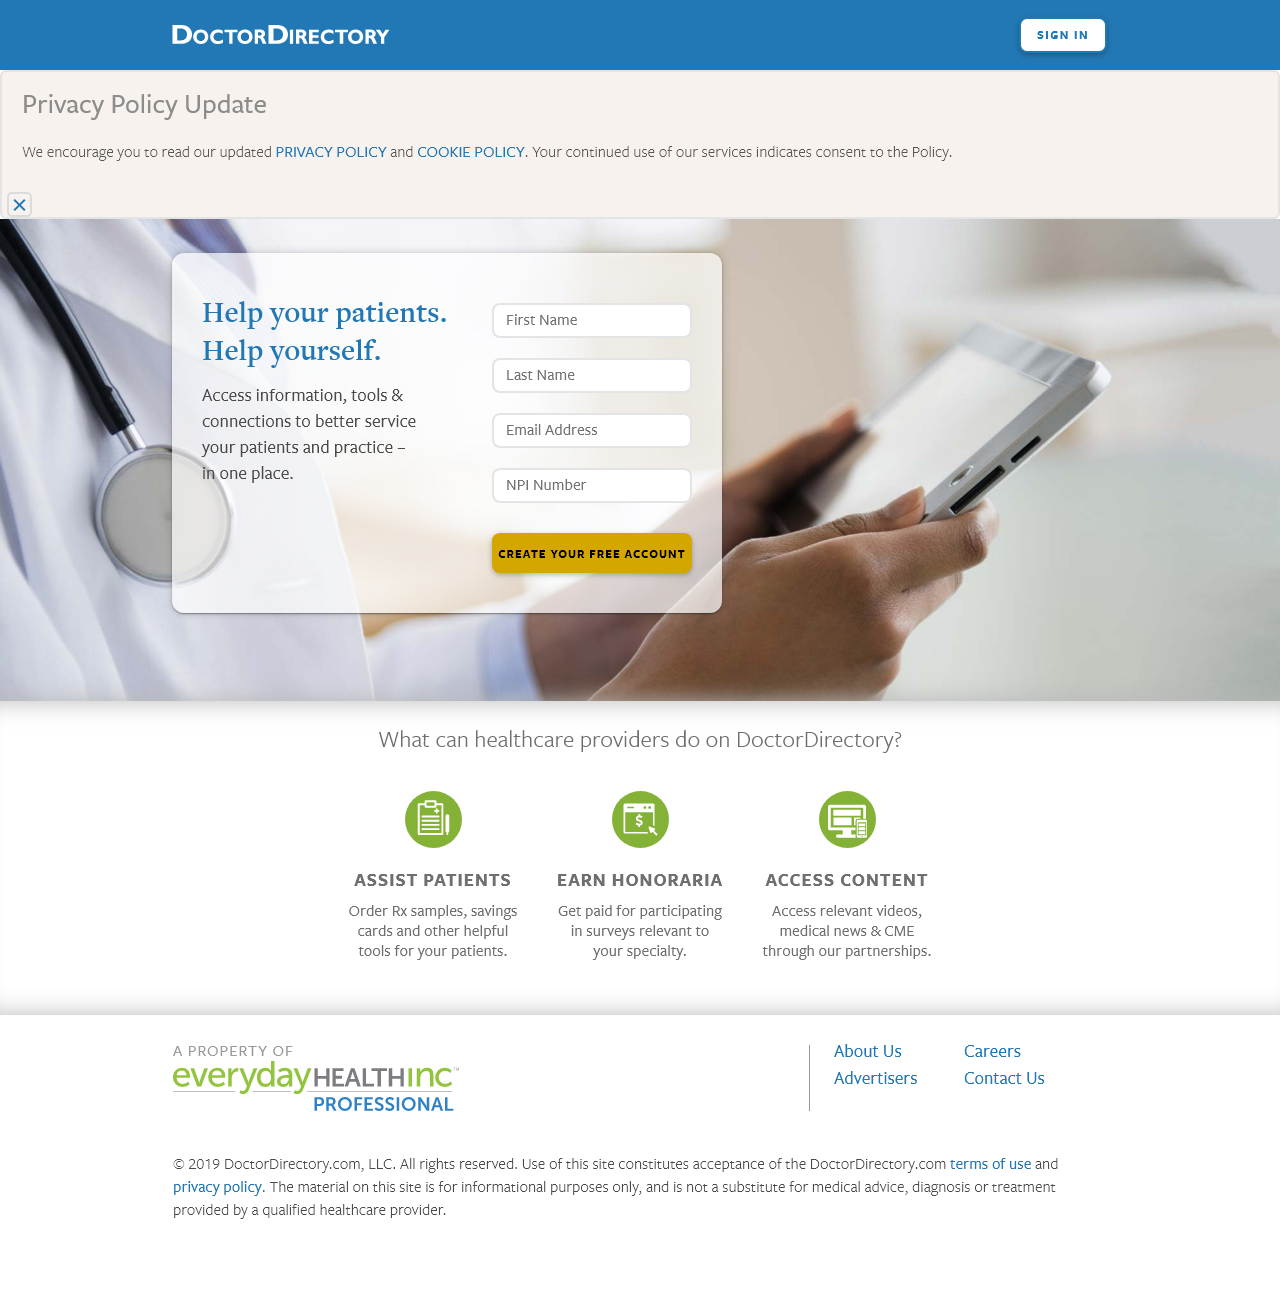 DOCTORDIRECTORY
SIGN IN
Privacy Policy Update
We encourage you to read our updated PRIVACY POLICY and COOKIE POLICY. Your continued use of our services indicates consent to the Policy.
Help your patients.
Help yourself.
Access information, tools &
connections to better service
your patients and practice –
in one place.
First Name
Last Name
Email Address
NPI Number
CREATE YOUR FREE ACCOUNT
What can healthcare providers do on DoctorDirectory?
ASSIST PATIENTS
Order Rx samples, savings
cards and other helpful
tools for your patients.
EARN HONORARIA
Get paid for participating
in surveys relevant to
your specialty.
ACCESS CONTENT
Access relevant videos,
medical news & CME
through our partnerships.
A PROPERTY OF
everydayHEALTHinc™
PROFESSIONAL
About Us
Careers
Advertisers
Contact Us
© 2019 DoctorDirectory.com, LLC. All rights reserved. Use of this site constitutes acceptance of the DoctorDirectory.com terms of use and
privacy policy. The material on this site is for informational purposes only, and is not a substitute for medical advice, diagnosis or treatment
provided by a qualified healthcare provider.